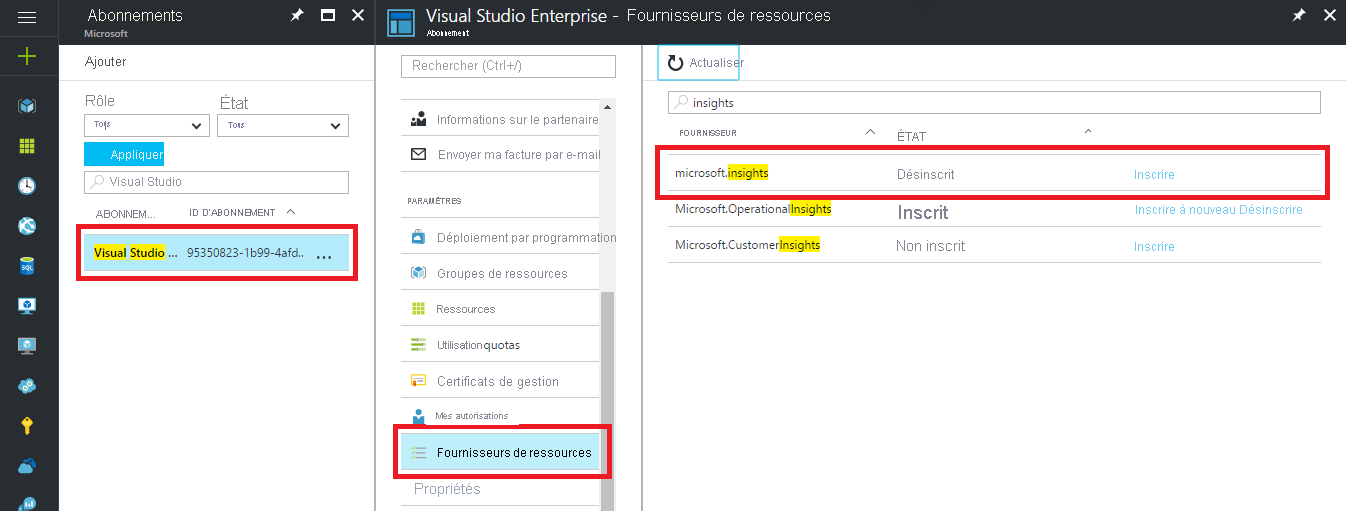 Abonnements
Microsoft
Ajouter
Rôle
État
Tous
Tous
Appliquer
Visual Studio
ABONNEM...
ID D'ABONNEMENT
Visual Studio ...
95350823-1b99-4afd...
...
SQL
Visual Studio Enterprise - Fournisseurs de ressources
Abonnement
Rechercher (Ctrl+/)
Informations sur le partenaire
Envoyer ma facture par e-mail
PARAMÈTRES
Déploiement par programmation
Groupes de ressources
Ressources
Utilisation quotas
Certificats de gestion
Mes autorisations
Fournisseurs de ressources
Propriétés
Actualiser
insights
FOURNISSEUR
ÉTAT
microsoft.insights
Désinscrit
Inscrire
Microsoft.OperationalInsights
Inscrit
Inscrire à nouveau Désinscrire
Microsoft.CustomerInsights
Non inscrit
Inscrire